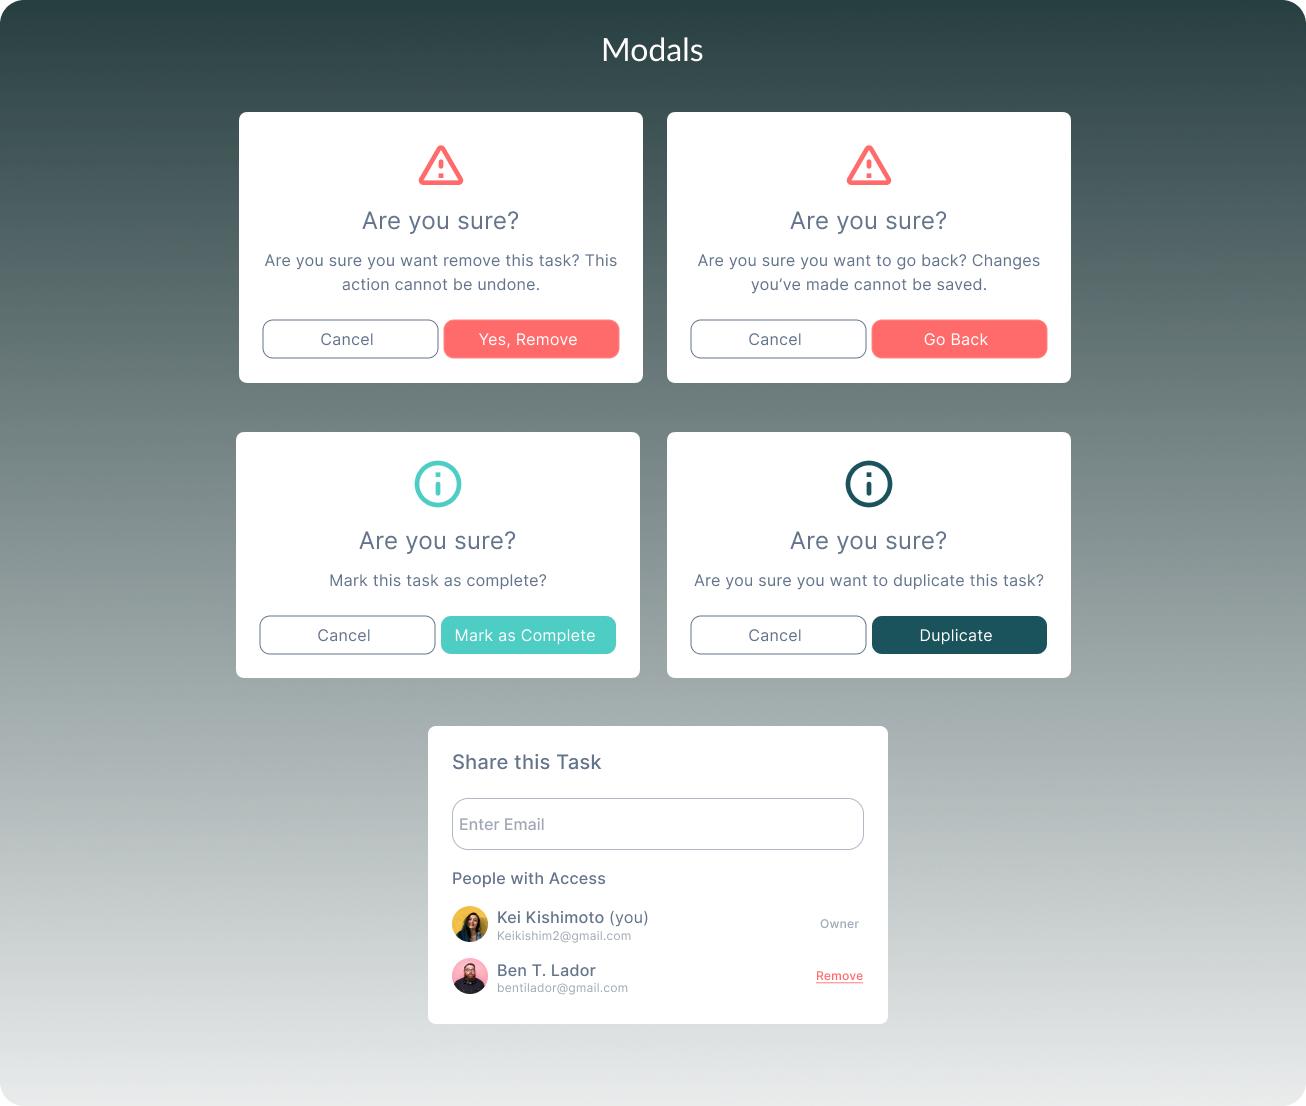 Modals
Are you sure?
Are you sure you want remove this task? This
action cannot be undone.
Cancel
Yes, Remove
Are you sure?
Are you sure you want to go back? Changes
you’ve made cannot be saved.
Cancel
Go Back
Are you sure?
Mark this task as complete?
Cancel
Mark as Complete
Are you sure?
Are you sure you want to duplicate this task?
Cancel
Duplicate
Share this Task
Enter Email
People with Access
Kei Kishimoto (you)
Keikishim2@gmail.com
Owner
Ben T. Lador
bentilador@gmail.com
Remove